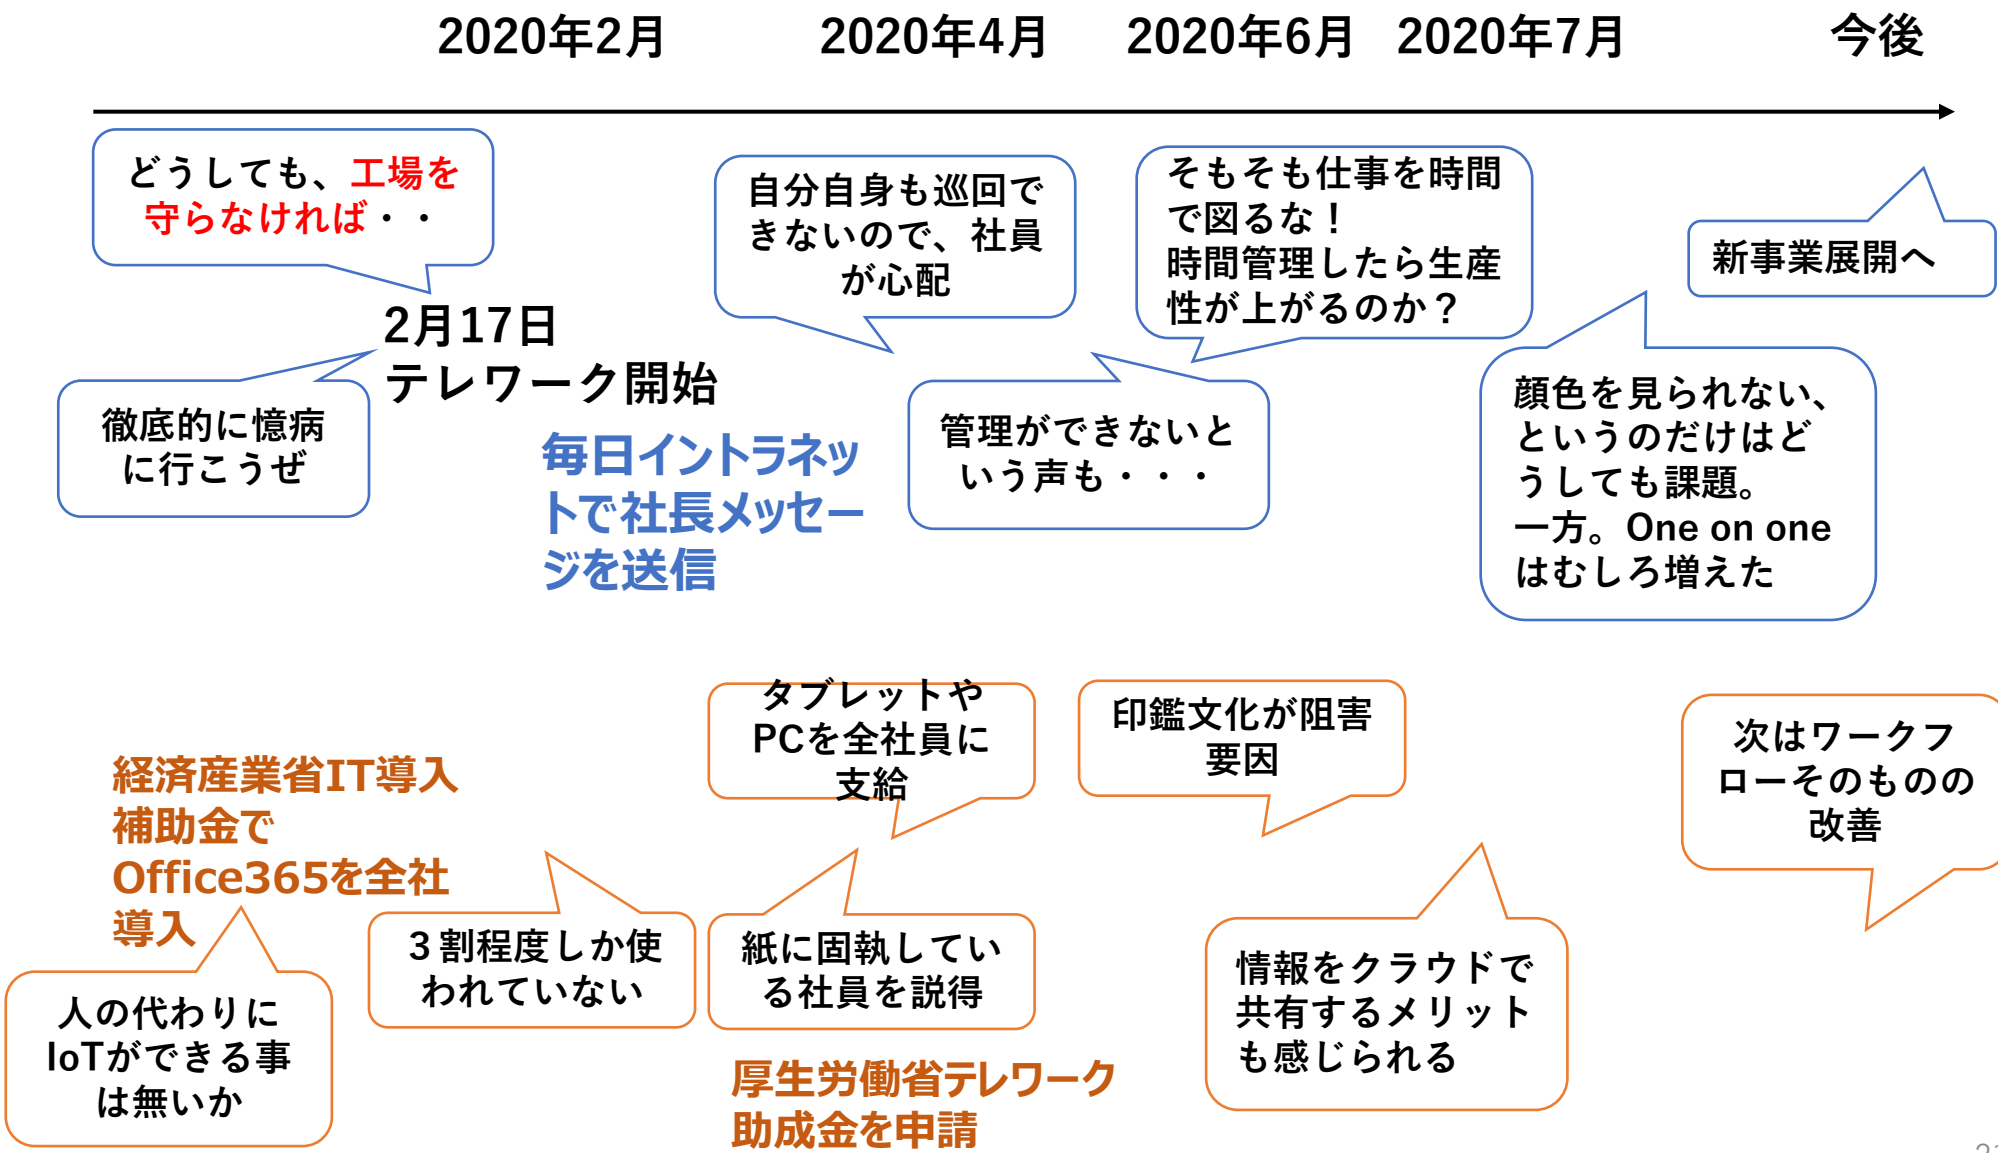 2020年2月
2020年4月
2020年6月
2020年7月
今後
どうしても、工場を
守らなければ・・
自分自身も巡回で
きないので、社員
が心配
そもそも仕事を時間
で図るな！
時間管理したら生産
性が上がるのか？
新事業展開へ
2月17日
テレワーク開始
徹底的に憶病
に行こうぜ
毎日イントラネッ
トで社長メッセー
ジを送信
管理ができないと
いう声も・・・
顔色を見られない、
というのだけはど
うしても課題。
一方。One on one
はむしろ増えた
タブレットや
PCを全社員に
支給
印鑑文化が阻害
要因
次はワークフ
ローそのものの
改善
経済産業省IT導入
補助金で
Office365を全社
導入
３割程度しか使
われていない
紙に固執してい
る社員を説得
情報をクラウドで
共有するメリット
も感じられる
人の代わりに
IoTができる事
は無いか
厚生労働省テレワーク
助成金を申請